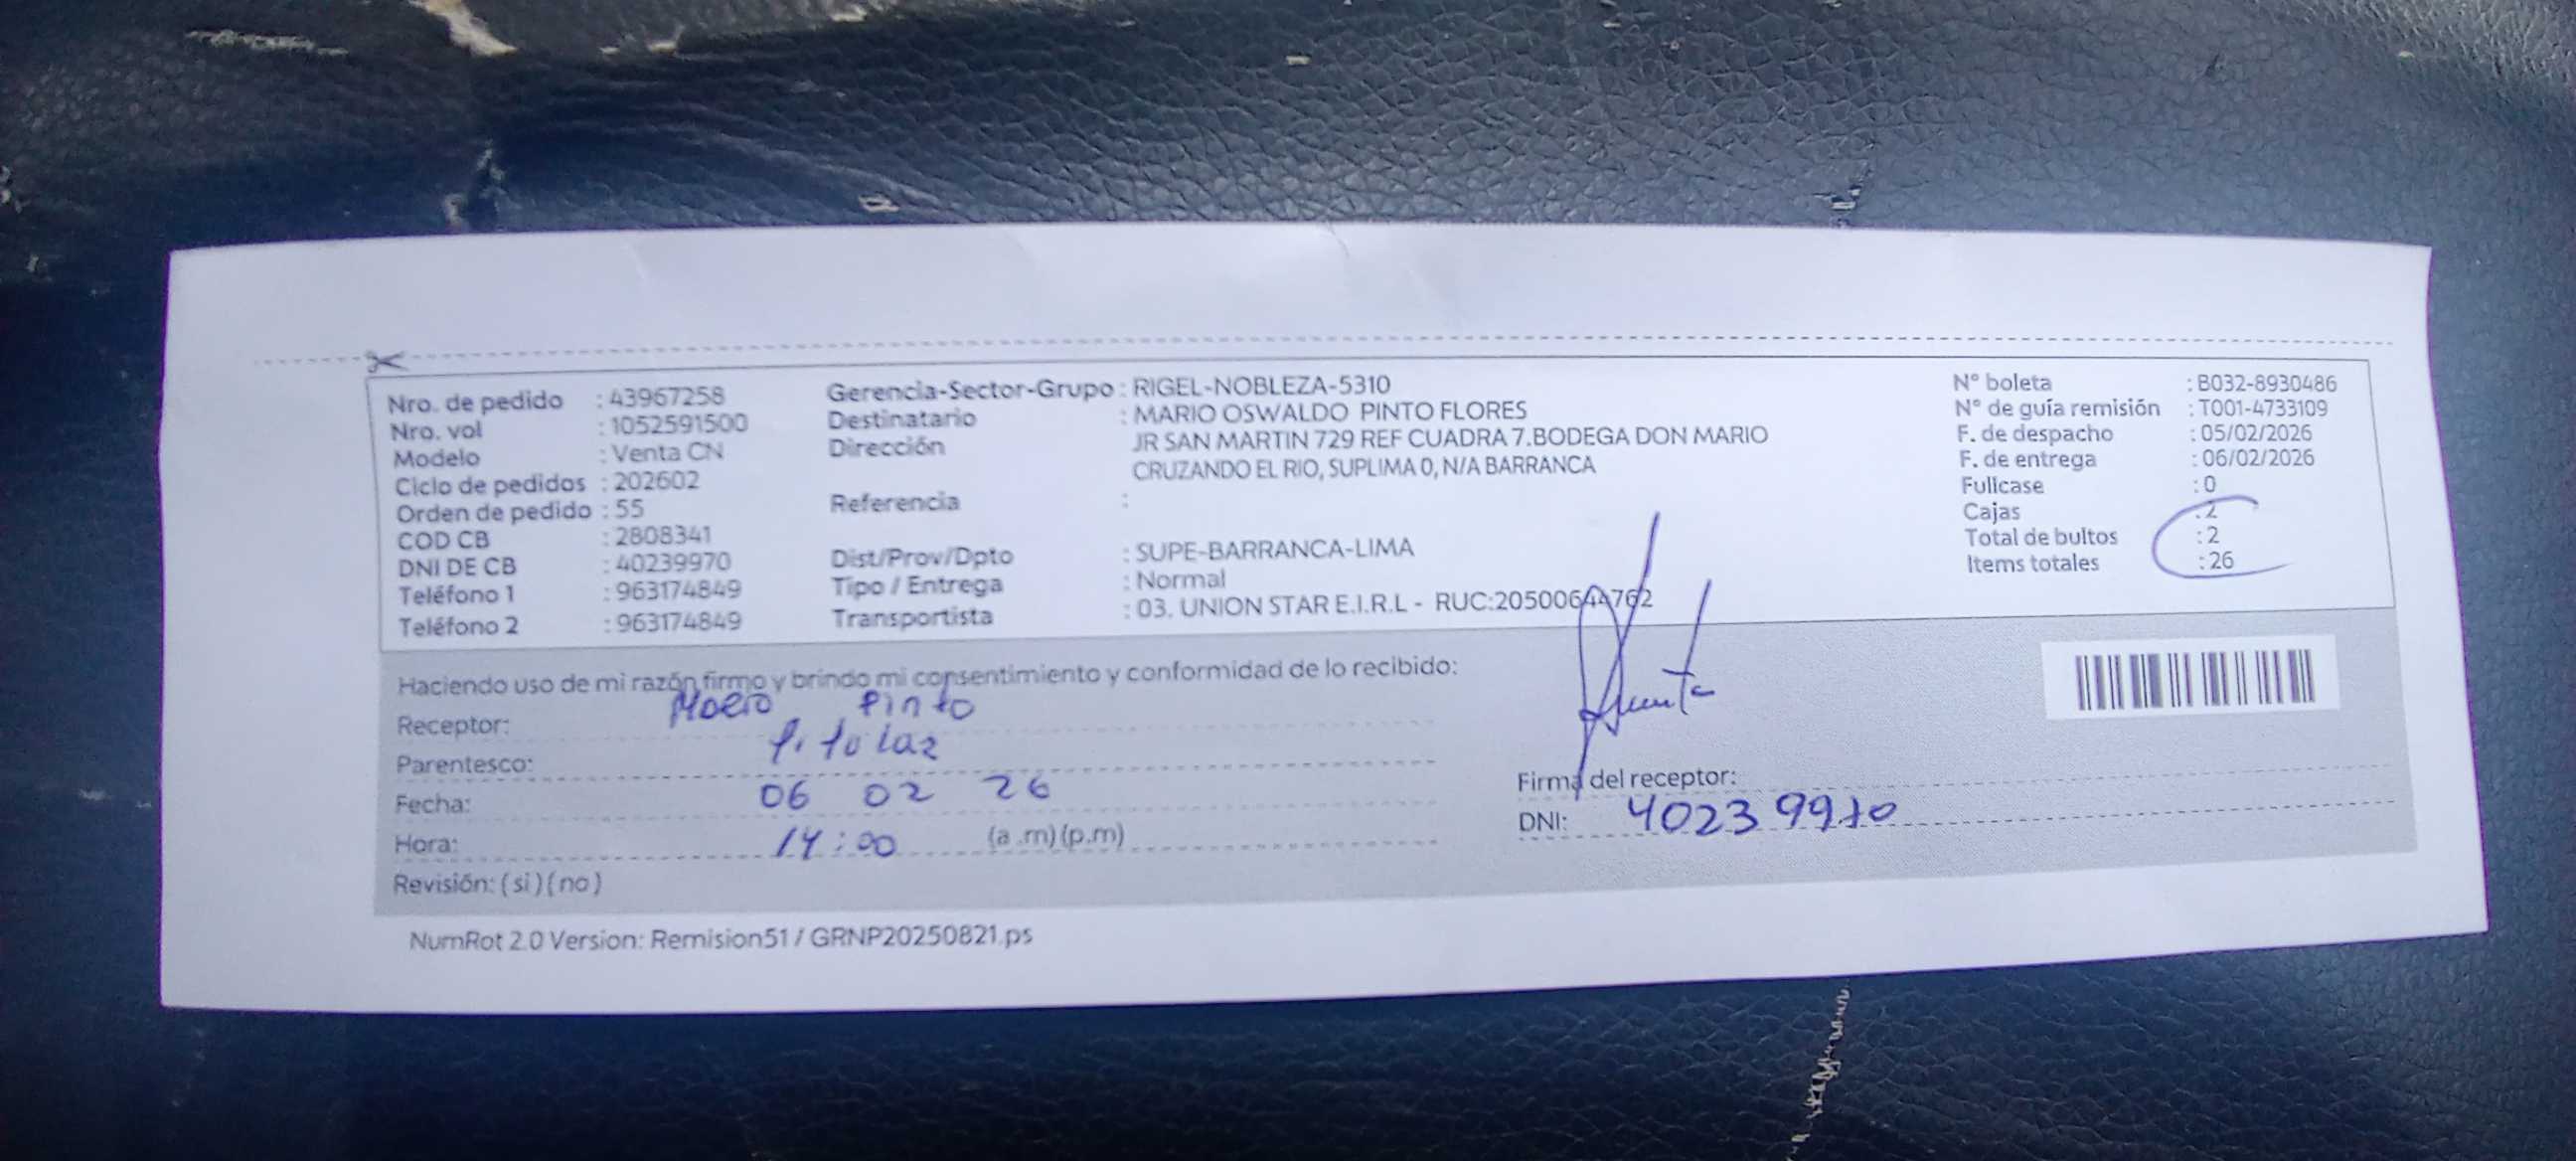 Nro. de pedido : 43967258
Nro. vol : 1052591500
Modelo : Venta CN
Ciclo de pedidos : 202602
Orden de pedido : 55
COD CB : 2808341
DNI DE CB : 40239970
Teléfono 1 : 963174849
Teléfono 2 : 963174849
Gerencia-Sector-Grupo : RIGEL-NOBLEZA-5310
Destinatario : MARIO OSWALDO PINTO FLORES
Dirección JR SAN MARTIN 729 REF CUADRA 7.BODEGA DON MARIO
CRUZANDO EL RIO, SUPLIMA 0, N/A BARRANCA
Referencia :
Dist/Prov/Dpto : SUPE-BARRANCA-LIMA
Tipo / Entrega : Normal
Transportista : 03. UNION STAR E.I.R.L - RUC:20500644762
N° boleta : B032-8930486
N° de guía remisión : T001-4733109
F. de despacho : 05/02/2026
F. de entrega : 06/02/2026
Fullcase : 0
Cajas : 2
Total de bultos : 2
Items totales : 26
Haciendo uso de mi razón firmo y brindo mi consentimiento y conformidad de lo recibido:
Receptor: Pinto
Parentesco:
Fecha: 06 02 26
Hora: 14:00 (a.m)(p.m)
Revisión: (si)(no)
Firma del receptor:
DNI: 40239970
NumRot 2.0 Version: Remision51 / GRNP20250821.ps